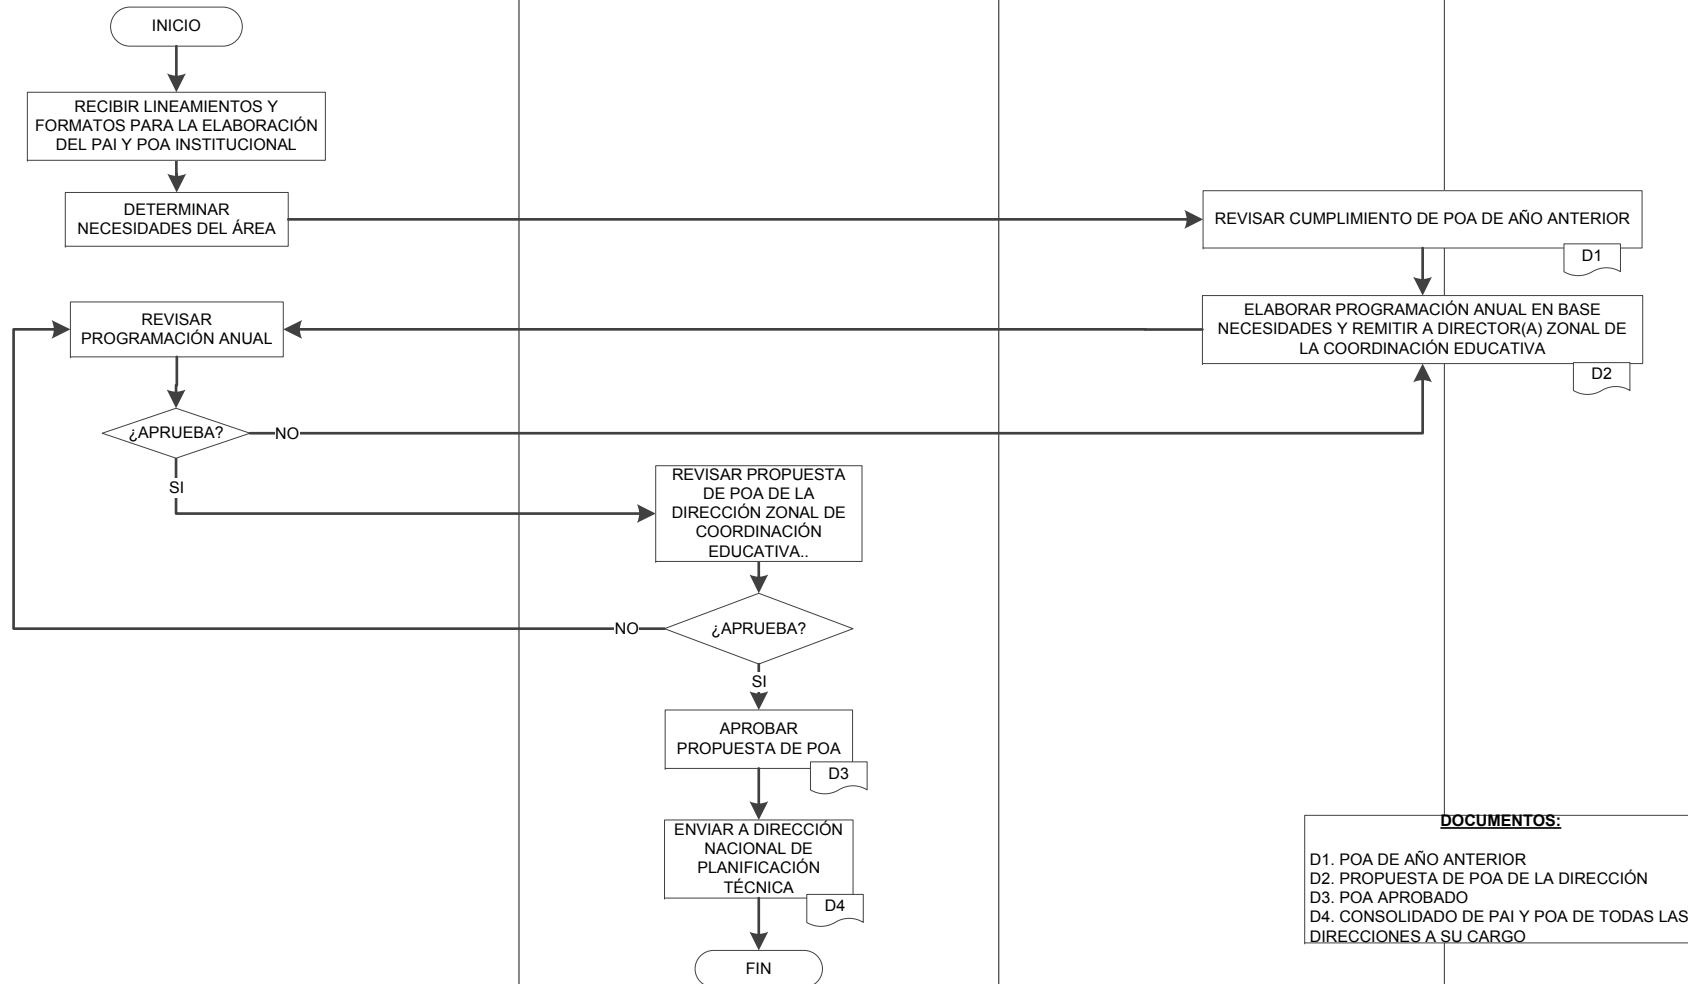 INICIO
RECIBIR LINEAMIENTOS Y
FORMATOS PARA LA ELABORACIÓN
DEL PAI Y POA INSTITUCIONAL
DETERMINAR
NECESIDADES DEL ÁREA
REVISAR CUMPLIMIENTO DE POA DE AÑO ANTERIOR
D1
ELABORAR PROGRAMACIÓN ANUAL EN BASE
NECESIDADES Y REMITIR A DIRECTOR(A) ZONAL DE
LA COORDINACIÓN EDUCATIVA
D2
REVISAR
PROGRAMACIÓN ANUAL
¿APRUEBA?
NO
SI
REVISAR PROPUESTA
DE POA DE LA
DIRECCIÓN ZONAL DE
COORDINACIÓN
EDUCATIVA..
¿APRUEBA?
NO
SI
APROBAR
PROPUESTA DE POA
D3
ENVIAR A DIRECCIÓN
NACIONAL DE
PLANIFICACIÓN
TÉCNICA
D4
FIN
DOCUMENTOS:
D1. POA DE AÑO ANTERIOR
D2. PROPUESTA DE POA DE LA DIRECCIÓN
D3. POA APROBADO
D4. CONSOLIDADO DE PAI Y POA DE TODAS LAS
DIRECCIONES A SU CARGO